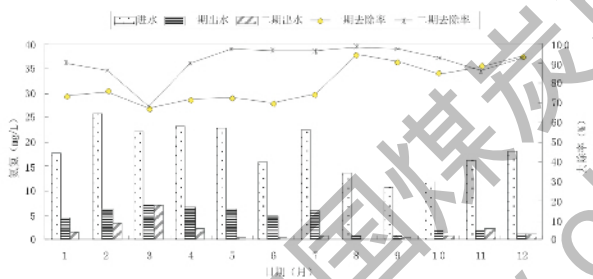 进水 一期出水 二期出水 一期去除率 二期去除率
40 35 30 25 20 15 10 5 0
氨氮(mg/L)
100 90 80 70 60 50 40 30 20 10 0
去除率(%)
1 2 3 4 5 6 7 8 9 10 11 12
日期(月)
国煤炭